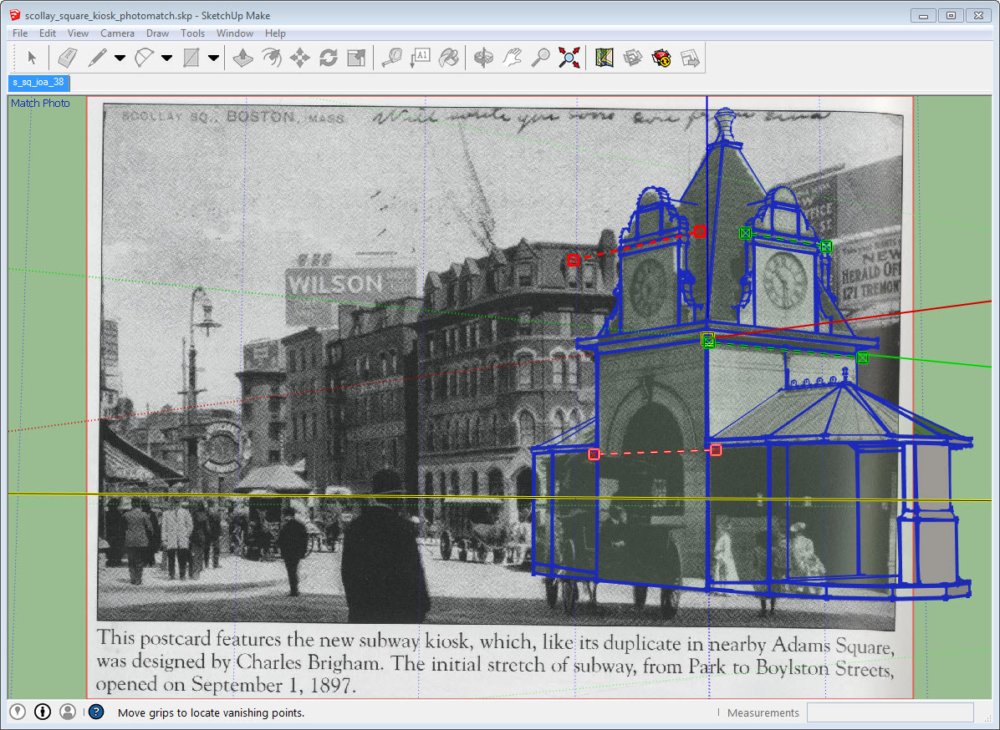 scollay_square_kiosk_photomatch.skp - SketchUp Make
File Edit View Camera Draw Tools Window Help
A1
s_sq_ioa_38
Match Photo
SCOLLAY SQ., BOSTON, MASS.
Will write you some
WILSON
NEW
HERALD OFF
171 TREMONT
This postcard features the new subway kiosk, which, like its duplicate in nearby Adams Square,
was designed by Charles Brigham. The initial stretch of subway, from Park to Boylston Streets,
opened on September 1, 1897.
Move grips to locate vanishing points.
Measurements